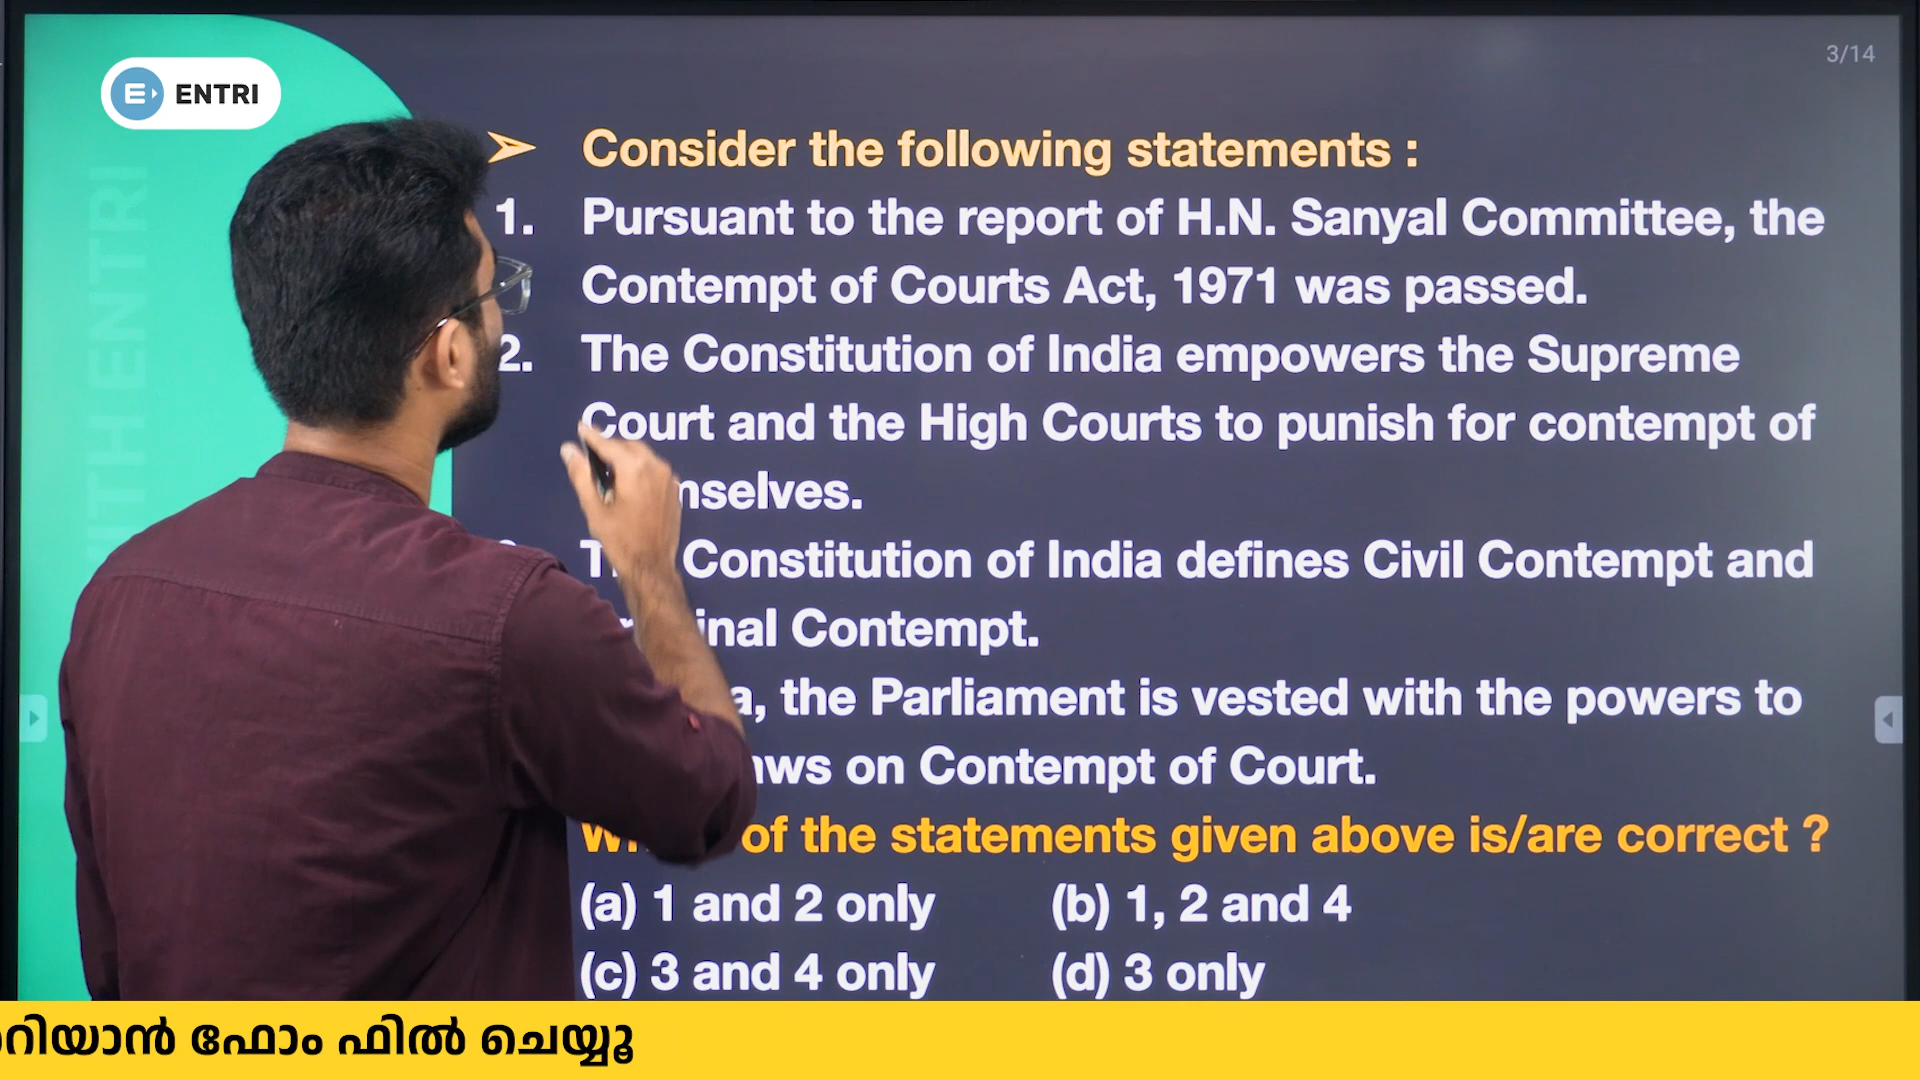 3/14
ENTRI
WITH ENTRI
Consider the following statements :
1. Pursuant to the report of H.N. Sanyal Committee, the
Contempt of Courts Act, 1971 was passed.
2. The Constitution of India empowers the Supreme
Court and the High Courts to punish for contempt of
Constitution of India defines Civil Contempt and
Contempt.
the Parliament is vested with the powers to
on Contempt of Court.
of the statements given above is/are correct ?
(a) 1 and 2 only (b) 1, 2 and 4
(c) 3 and 4 only (d) 3 only
ഫോം ഫിൽ ചെയ്യൂ